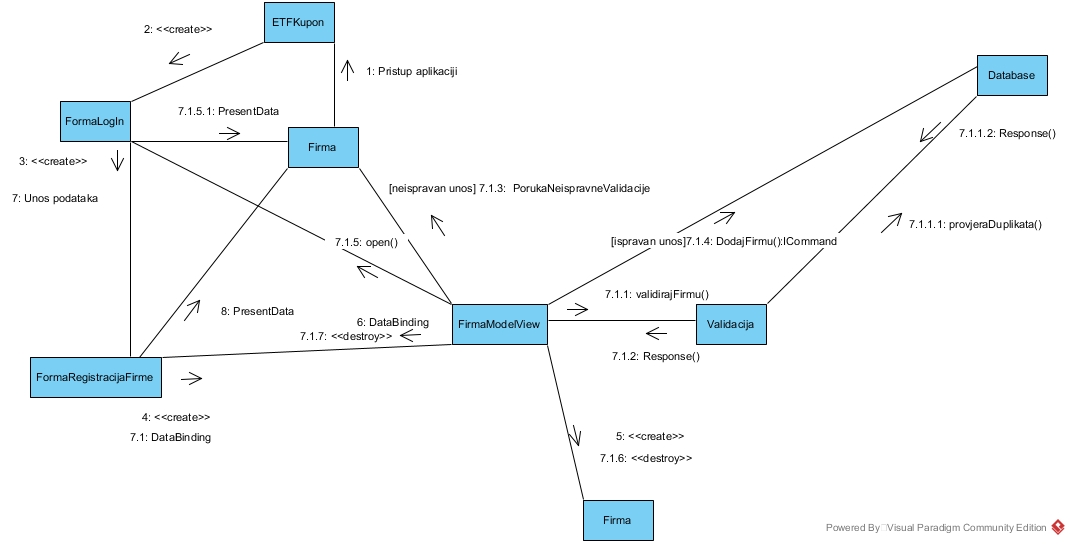 ETFKupon
2: <<create>>
1: Pristup aplikaciji
Database
FormaLogIn
7.1.5.1: PresentData
7.1.1.2: Response()
Firma
3: <<create>>
[neispravan unos] 7.1.3: PorukaNeispravneValidacije
7: Unos podataka
7.1.1.1: provjeraDuplikata()
7.1.5: open()
[ispravan unos]7.1.4: DodajFirmu():ICommand
7.1.1: validirajFirmu()
8: PresentData
6: DataBinding
FirmaModelView
Validacija
7.1.7: <<destroy>>
7.1.2: Response()
FormaRegistracijaFirme
4: <<create>>
7.1: DataBinding
5: <<create>>
7.1.6: <<destroy>>
Firma
Powered By Visual Paradigm Community Edition